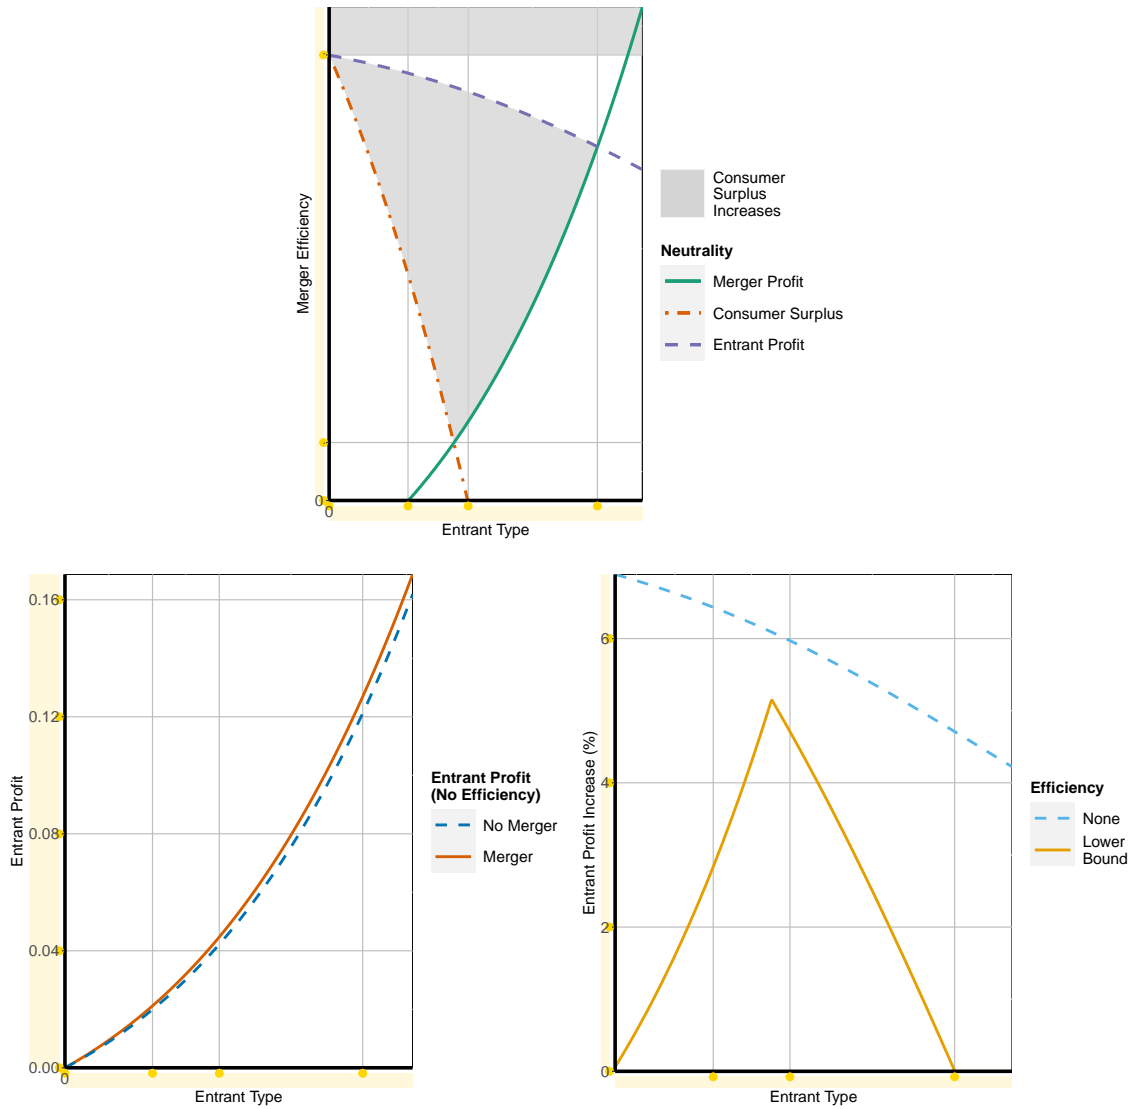 Merger Efficiency
0
0
Entrant Type
Consumer
Surplus
Increases
Neutrality
Merger Profit
Consumer Surplus
Entrant Profit
Entrant Profit
0.16
0.12
0.08
0.04
0.00
0
Entrant Type
Entrant Profit
(No Efficiency)
No Merger
Merger
Entrant Profit Increase (%)
6
4
2
0
Entrant Type
Efficiency
None
Lower
Bound